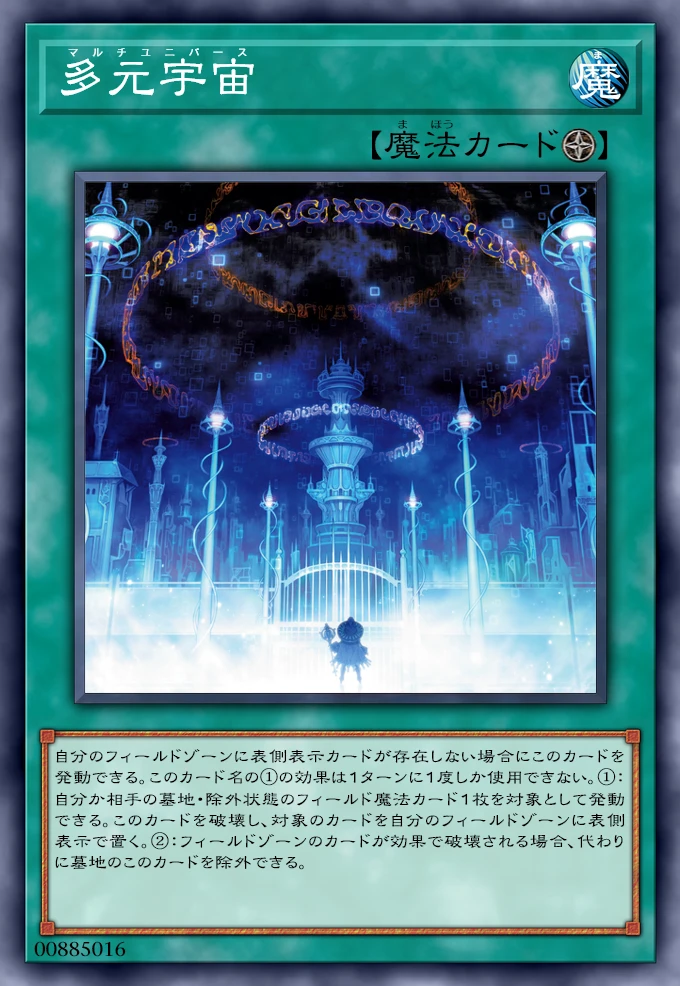 マルチユニバース
多元宇宙
ま
魔
ま ほう
【魔法カード】
自分のフィールドゾーンに表側表示カードが存在しない場合にこのカードを
発動できる。このカード名の①の効果は1ターンに1度しか使用できない。①：
自分か相手の墓地・除外状態のフィールド魔法カード1枚を対象として発動
できる。このカードを破壊し、対象のカードを自分のフィールドゾーンに表側
表示で置く。②：フィールドゾーンのカードが効果で破壊される場合、代わり
に墓地のこのカードを除外できる。
00885016